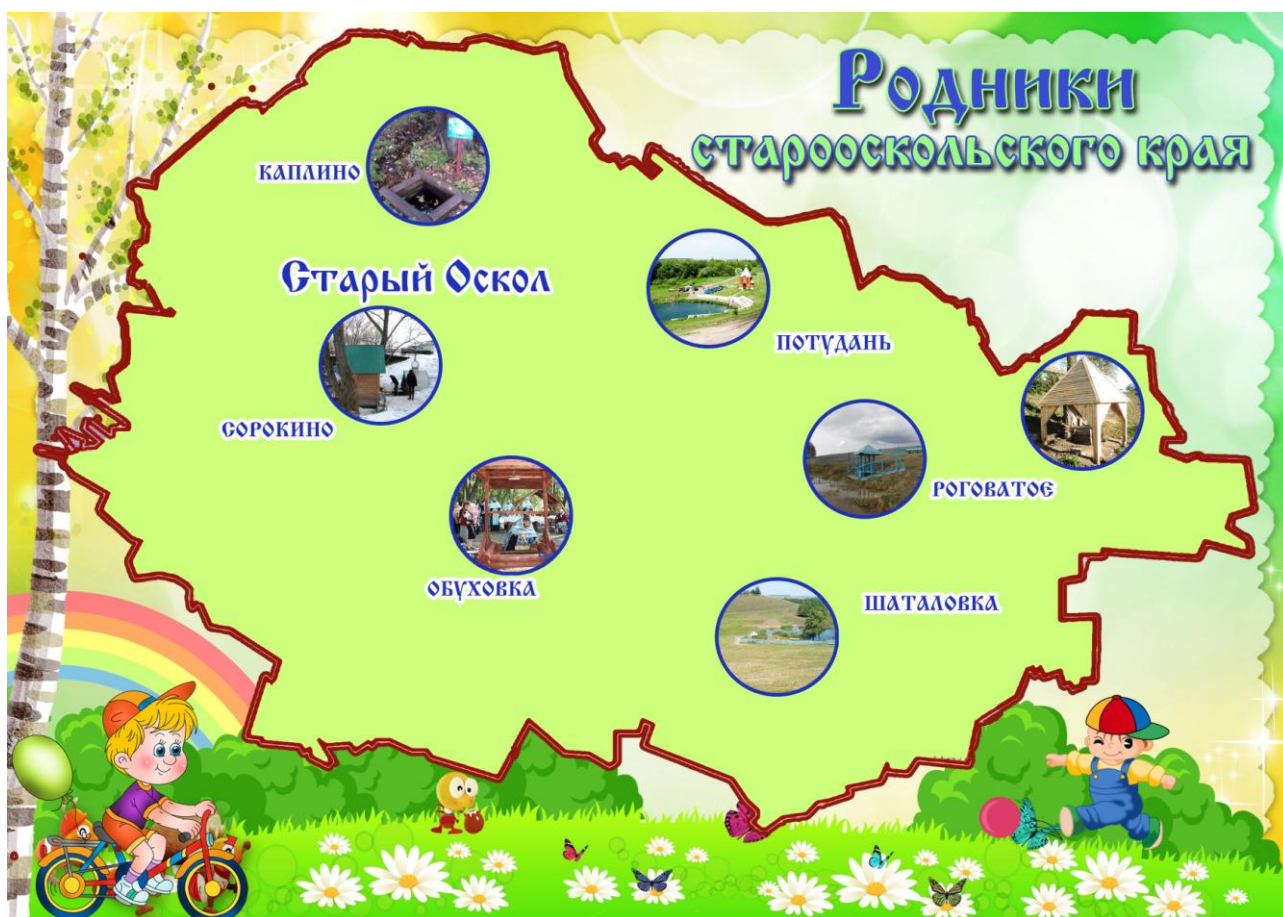 Родники
старооскольского края
КАПЛИНО
Старый Оскол
ПОТУДАНЬ
СОРОКИНО
РОГОВАТОЕ
ОБУХОВКА
ШАТАЛОВКА